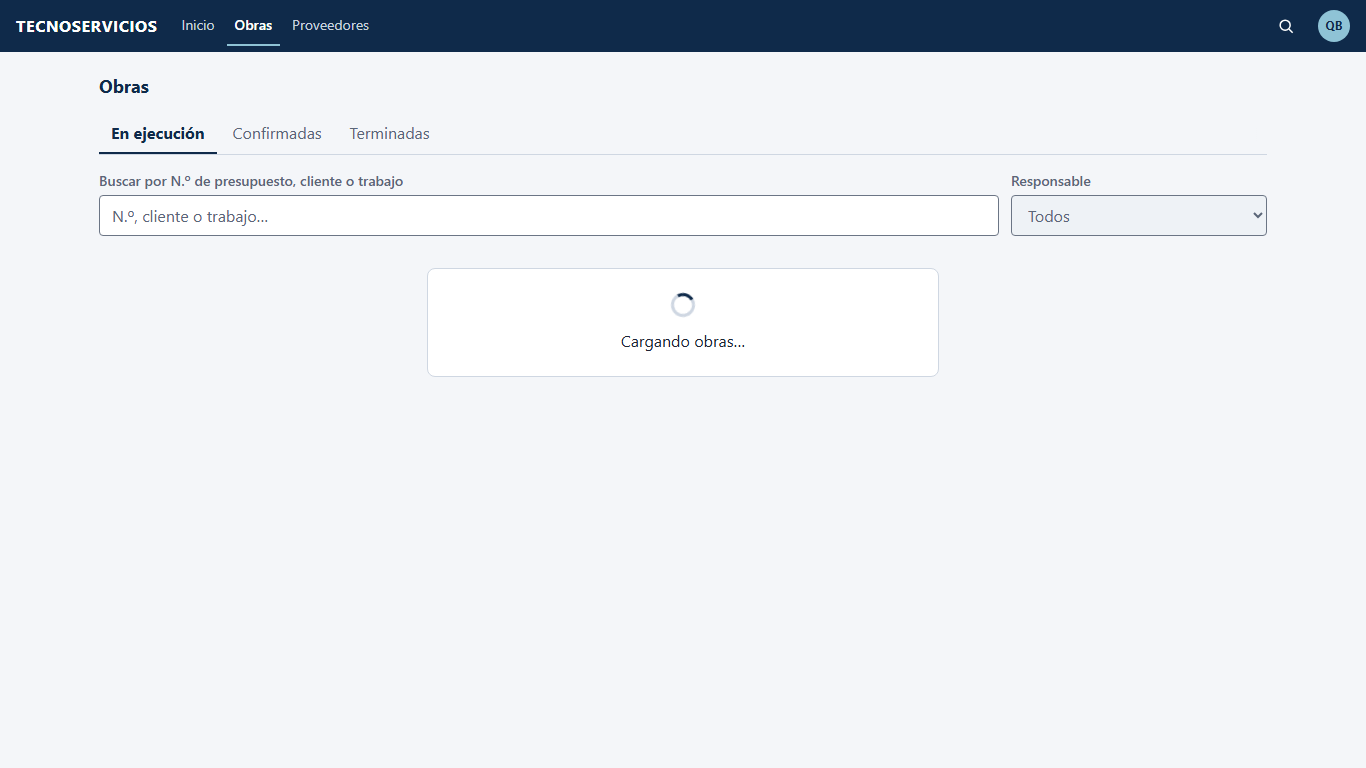 TECNOSERVICIOS Inicio Obras Proveedores QB
Obras
En ejecución Confirmadas Terminadas
Buscar por N.º de presupuesto, cliente o trabajo Responsable
N.º, cliente o trabajo... Todos
Cargando obras...